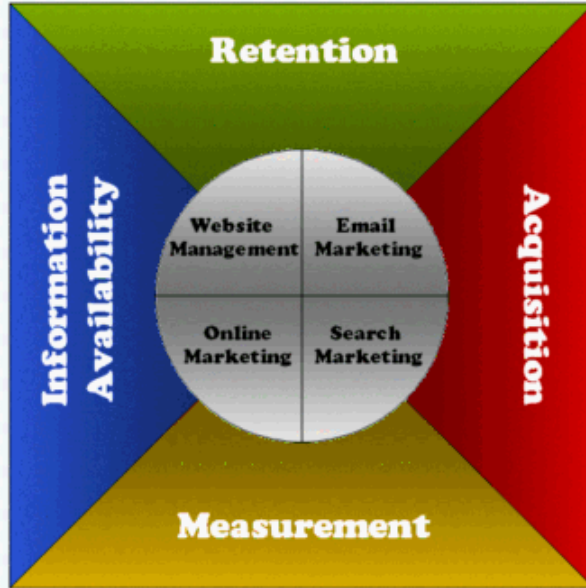 Retention
Information
Availability
Website
Management
Email
Marketing
Online
Marketing
Search
Marketing
Acquisition
Measurement